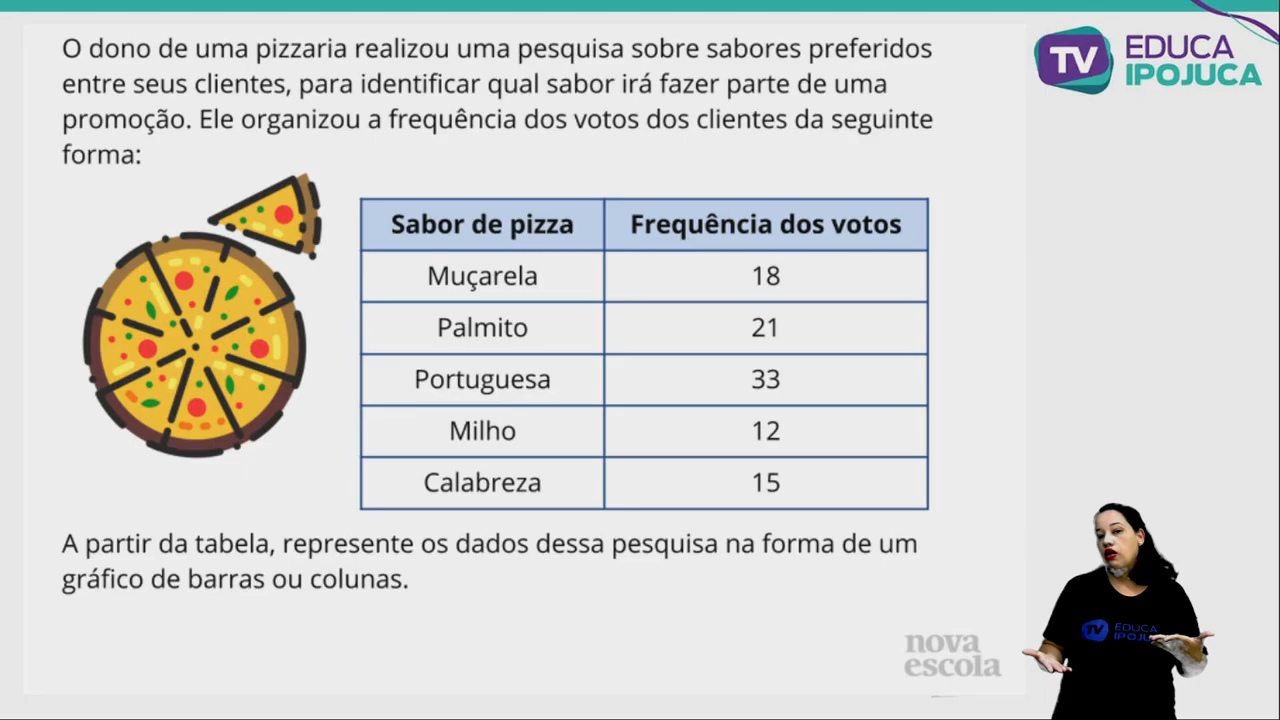 O dono de uma pizzaria realizou uma pesquisa sobre sabores preferidos
entre seus clientes, para identificar qual sabor irá fazer parte de uma
promoção. Ele organizou a frequência dos votos dos clientes da seguinte
forma:
TV EDUCA
IPOJUCA
Sabor de pizza Frequência dos votos
Muçarela 18
Palmito 21
Portuguesa 33
Milho 12
Calabreza 15
A partir da tabela, represente os dados dessa pesquisa na forma de um
gráfico de barras ou colunas.
nova
escola
TV EDUCA